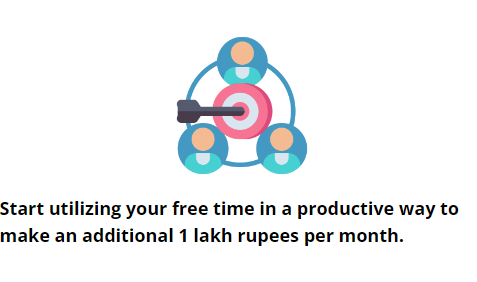 Start utilizing your free time in a productive way to
make an additional 1 lakh rupees per month.